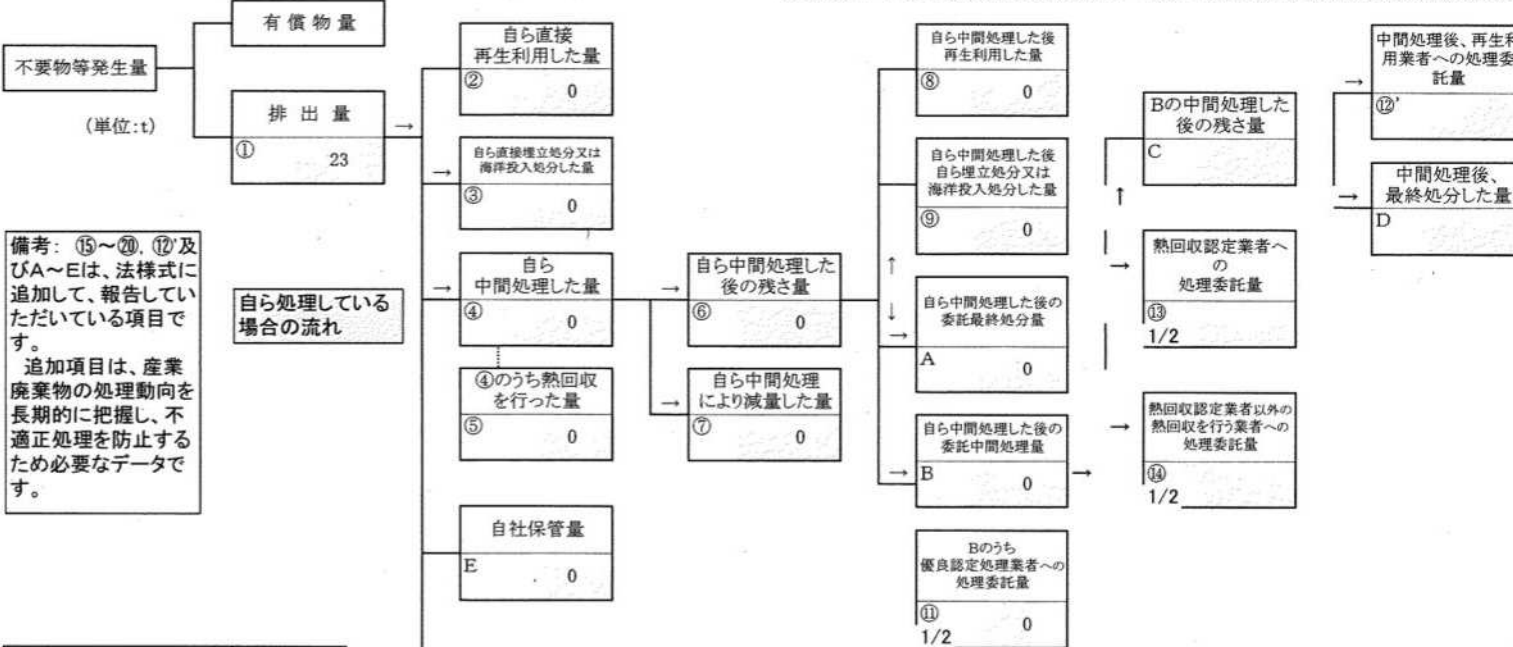 不要物等発生量
(単位:t)
有償物量
排出量
①
23
備考: ⑮~⑳, ⑫'及
びA~Eは、法様式に
追加して、報告してい
ただいている項目で
す。
追加項目は、産業
廃棄物の処理動向を
長期的に把握し、不
適正処理を防止する
ため必要なデータで
す。
自ら処理している
場合の流れ
→
自ら直接
再生利用した量
②
0
→
自ら直接埋立処分又は
海洋投入処分した量
③
0
→
自ら
中間処理した量
④
0
④のうち熱回収
を行った量
⑤
0
自社保管量
E
0
→
自ら中間処理した
後の残さ量
⑥
0
→
自ら中間処理
により減量した量
⑦
0
自ら中間処理した後
再生利用した量
⑧
0
自ら中間処理した後
自ら埋立処分又は
海洋投入処分した量
⑨
0
↑
↓
→
自ら中間処理した後の
委託最終処分量
A
0
→
自ら中間処理した後の
委託中間処理量
B
0
→
Bのうち
優良認定処理業者への
処理委託量
⑪
0
1/2
↑
Bの中間処理した
後の残さ量
C
→
熱回収認定業者へ
の
処理委託量
⑬
1/2
→
熱回収認定業者以外の
熱回収を行う業者への
処理委託量
⑭
1/2
→
中間処理後、再生利
用業者への処理委
託量
⑫'
→
中間処理後、
最終処分した量
D